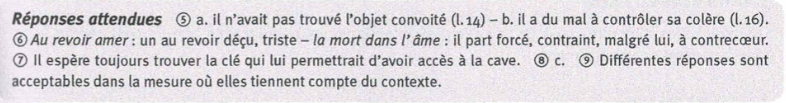 Réponses attendues ⑤ a. il n'avait pas trouvé l'objet convoité (l.14) – b. il a du mal à contrôler sa colère (l.16).
⑥ Au revoir amer : un au revoir déçu, triste – la mort dans l'âme : il part forcé, contraint, malgré lui, à contrecœur.
⑦ Il espère toujours trouver la clé qui lui permettrait d'avoir accès à la cave. ⑧ c. ⑨ Différentes réponses sont
acceptables dans la mesure où elles tiennent compte du contexte.